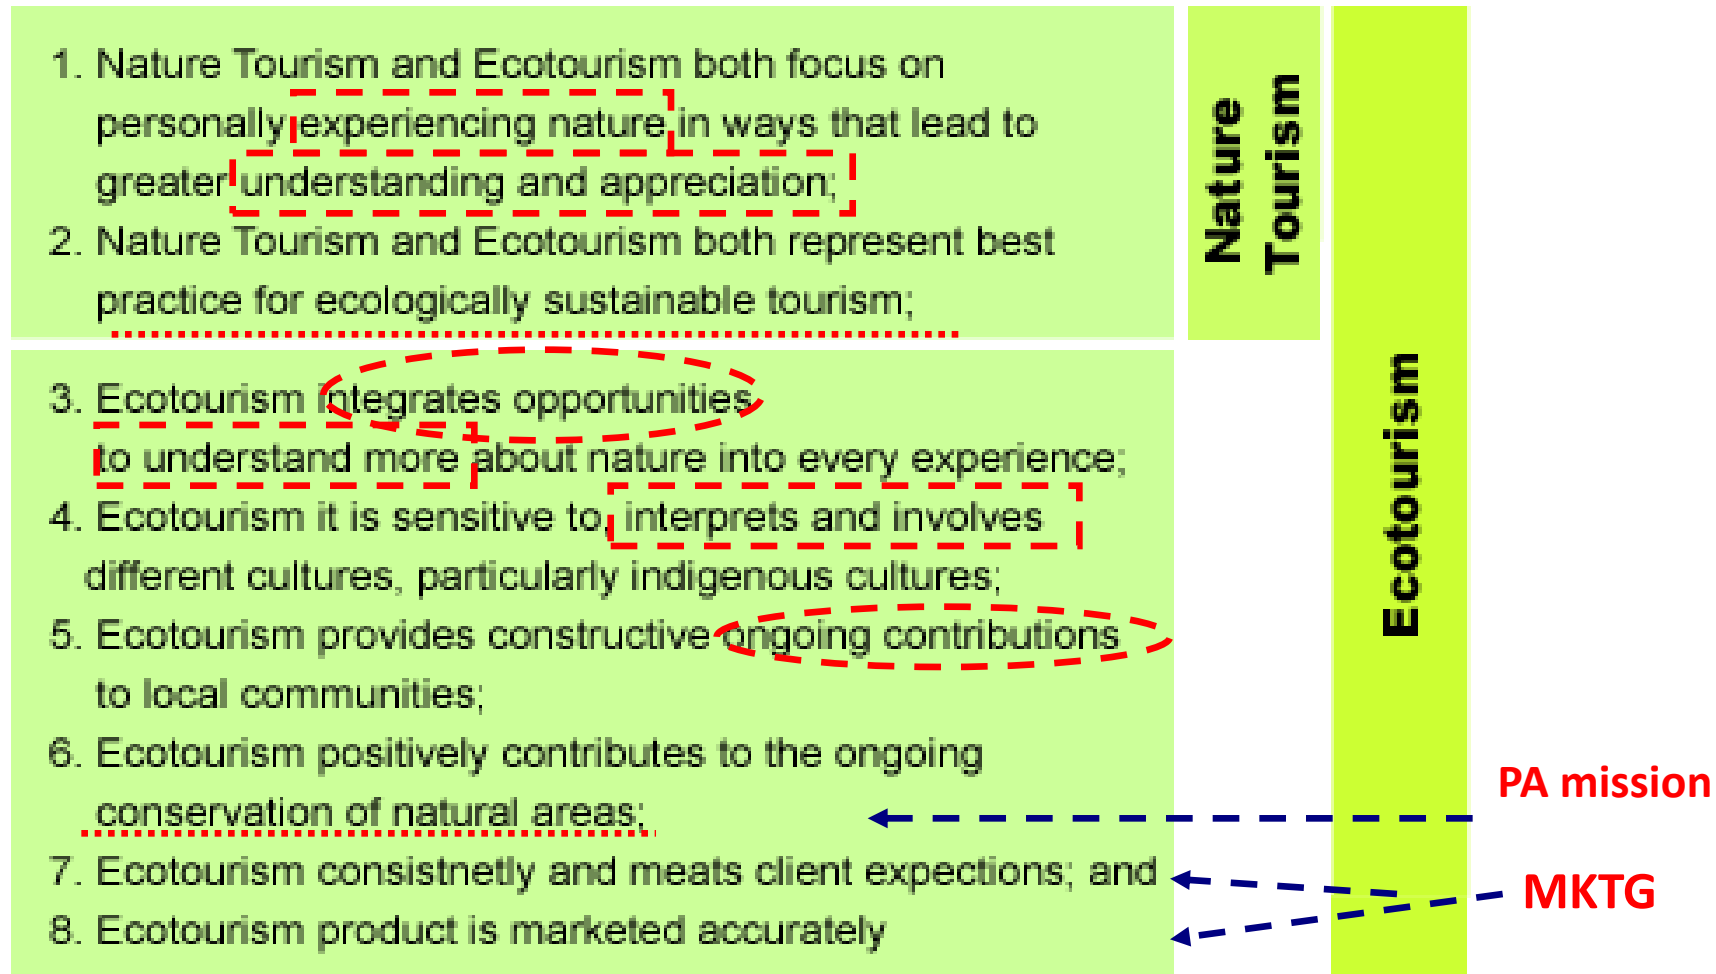 1. Nature Tourism and Ecotourism both focus on
personally experiencing nature in ways that lead to
greater understanding and appreciation;
2. Nature Tourism and Ecotourism both represent best
practice for ecologically sustainable tourism;
3. Ecotourism integrates opportunities
to understand more about nature into every experience;
4. Ecotourism it is sensitive to, interprets and involves
different cultures, particularly indigenous cultures;
5. Ecotourism provides constructive ongoing contributions
to local communities;
6. Ecotourism positively contributes to the ongoing
conservation of natural areas;
7. Ecotourism consistnetly and meats client expections; and
8. Ecotourism product is marketed accurately
Nature
Tourism
Ecotourism
PA mission
MKTG